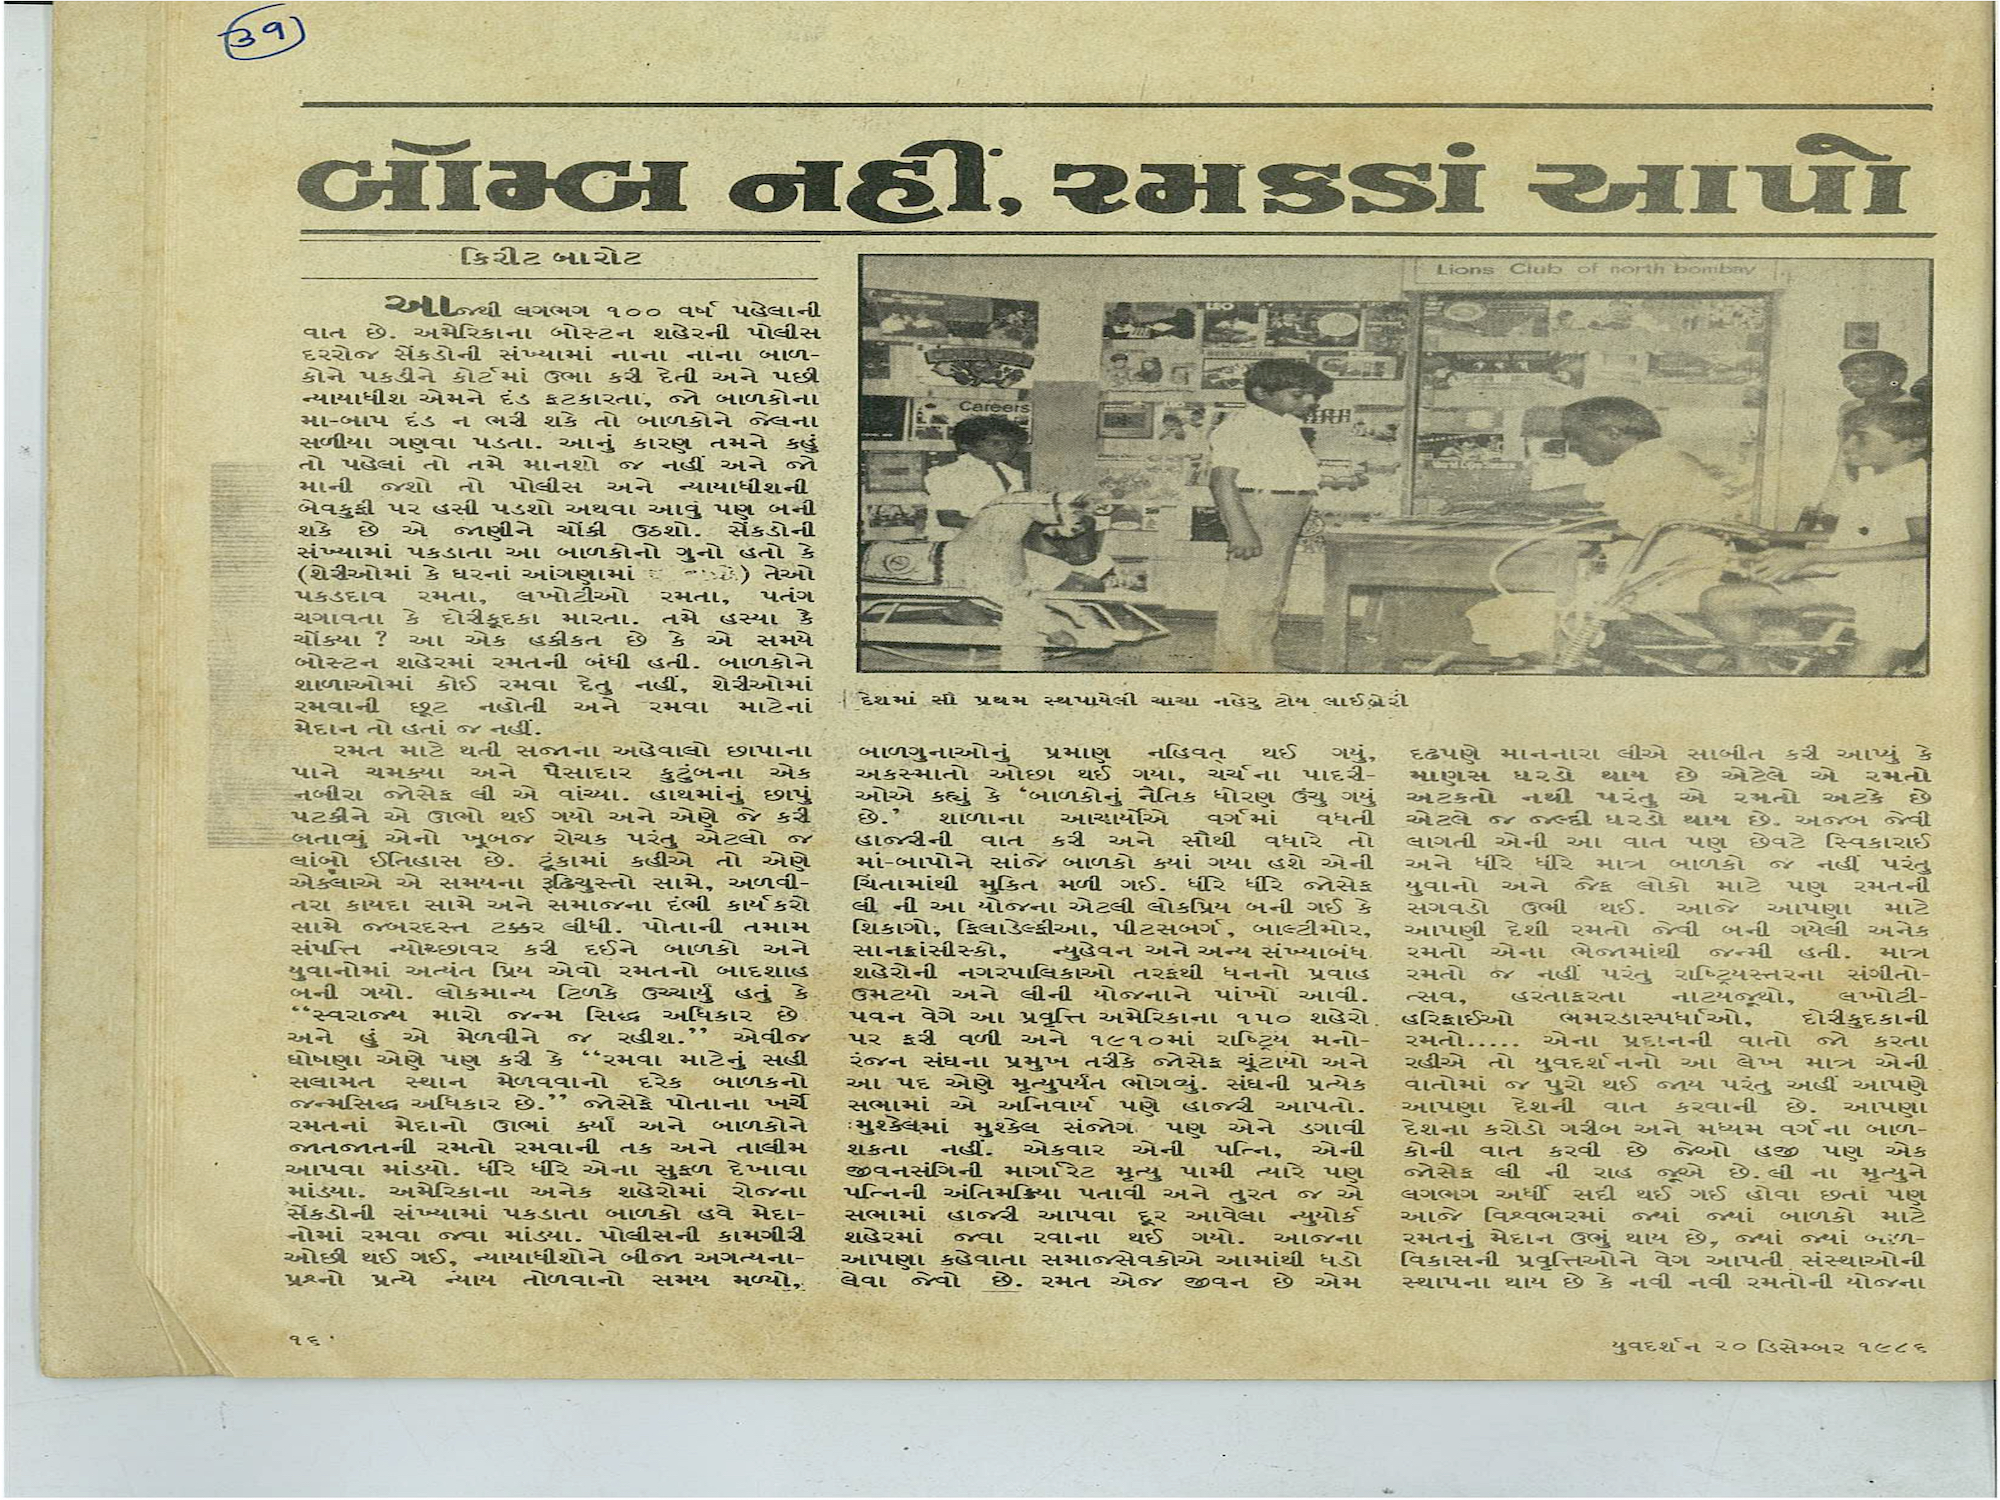 ૩૧
બૉમ્બ નહીં, રમકડાં આપો
કિરીટ બારોટ
Lions Club of north bombay
LEO
Careers
દેશમાં સૌ પ્રથમ સ્થપાયેલી ચાચા નહેરુ ટોય લાઈબ્રેરી
આજથી લગભગ ૧૦૦ વર્ષ પહેલાની
વાત છે. અમેરિકાના બોસ્ટન શહેરની પોલીસ
દરરોજ સેંકડોની સંખ્યામાં નાના નાના બાળ-
કોને પકડીને કોર્ટમાં ઉભા કરી દેતી અને પછી
ન્યાયાધીશ એમને દંડ ફટકારતા, જો બાળકોના
મા-બાપ દંડ ન ભરી શકે તો બાળકોને જેલના
સળીયા ગણવા પડતા. આનું કારણ તમને કહું
તો પહેલાં તો તમે માનશો જ નહીં અને જો
માની જશો તો પોલીસ અને ન્યાયાધીશની
બેવકુફી પર હસી પડશો અથવા આવું પણ બની
શકે છે એ જાણીને ચોંકી ઉઠશો. સેંકડોની
સંખ્યામાં પકડાતા આ બાળકોનો ગુનો હતો કે
(શેરીઓમાં કે ઘરનાં આંગણામાં તેઓ
પકડદાવ રમતા, લખોટીઓ રમતા, પતંગ
ચગાવતા કે દોરીકૂદકા મારતા. તમે હસ્યા કે
ચોંક્યા ? આ એક હકીકત છે કે એ સમયે
બોસ્ટન શહેરમાં રમતની બંધી હતી. બાળકોને
શાળાઓમાં કોઈ રમવા દેતુ નહીં, શેરીઓમાં
રમવાની છૂટ નહોતી અને રમવા માટેનાં
મેદાન તો હતાં જ નહીં.
રમત માટે થતી સજાના અહેવાલો છાપાના
પાને ચમક્યા અને પૈસાદાર કુટુંબના એક
નબીરા જોસેફ લી એ વાંચ્યા. હાથમાંનું છાપું
પટકીને એ ઊભો થઈ ગયો અને એણે જે કરી
બતાવ્યું એનો ખૂબજ રોચક પરંતુ એટલો જ
લાંબો ઈતિહાસ છે. ટૂંકામાં કહીએ તો એણે
એકલાએ એ સમયના રૂઢિચુસ્તો સામે, અળવી-
તરા કાયદા સામે અને સમાજના દંભી કાર્યકરો
સામે જબરદસ્ત ટક્કર લીધી. પોતાની તમામ
સંપત્તિ ન્યોચ્છાવર કરી દઈને બાળકો અને
યુવાનોમાં અત્યંત પ્રિય એવો રમતનો બાદશાહ
બની ગયો. લોકમાન્ય ટિળકે ઉચ્ચાર્યું હતું કે
“સ્વરાજ્ય મારો જન્મ સિદ્ધ અધિકાર છે
અને હું એ મેળવીને જ રહીશ.” એવીજ
ઘોષણા એણે પણ કરી કે “રમવા માટેનું સહી
સલામત સ્થાન મેળવવાનો દરેક બાળકનો
જન્મસિદ્ધ અધિકાર છે.” જોસેફે પોતાના ખર્ચે
રમતનાં મેદાનો ઊભાં કર્યાં અને બાળકોને
જાતજાતની રમતો રમવાની તક અને તાલીમ
આપવા માંડયો. ધીરે ધીરે એના સુફળ દેખાવા
માંડયા. અમેરિકાના અનેક શહેરોમાં રોજના
સેંકડોની સંખ્યામાં પકડાતા બાળકો હવે મેદા-
નોમાં રમવા જવા માંડયા. પોલીસની કામગીરી
ઓછી થઈ ગઈ, ન્યાયાધીશોને બીજા અગત્યના
પ્રશ્નો પ્રત્યે ન્યાય તોળવાનો સમય મળ્યો,
બાળગુનાઓનું પ્રમાણ નહિવત્ થઈ ગયું,
અકસ્માતો ઓછા થઈ ગયા, ચર્ચના પાદરી-
ઓએ કહ્યું કે ‘બાળકોનું નૈતિક ધોરણ ઉંચુ ગયું
છે.’ શાળાના આચાર્યોએ વર્ગમાં વધતી
હાજરીની વાત કરી અને સૌથી વધારે તો
માં-બાપોને સાંજે બાળકો ક્યાં ગયા હશે એની
ચિંતામાંથી મુકિત મળી ગઈ. ધીરે ધીરે જોસેફ
લી ની આ યોજના એટલી લોકપ્રિય બની ગઈ કે
શિકાગો, ફિલાડેલ્ફીઆ, પીટસબર્ગ, બાલ્ટીમોર,
સાનફ્રાંસીસ્કો, ન્યુહેવન અને અન્ય સંખ્યાબંધ
શહેરોની નગરપાલિકાઓ તરફથી ધનનો પ્રવાહ
ઉમટયો અને લીની યોજનાને પાંખો આવી.
પવન વેગે આ પ્રવૃત્તિ અમેરિકાના ૧૫૦ શહેરો
પર ફરી વળી અને ૧૯૧૦માં રાષ્ટ્રિય મનો-
રંજન સંઘના પ્રમુખ તરીકે જોસેફ ચૂંટાયો અને
આ પદ એણે મૃત્યુપર્યંત ભોગવ્યું. સંઘની પ્રત્યેક
સભામાં એ અનિવાર્ય પણે હાજરી આપતો.
મુશ્કેલમાં મુશ્કેલ સંજોગ પણ એને ડગાવી
શકતા નહીં. એકવાર એની પત્નિ, એની
જીવનસંગિની માર્ગારેટ મૃત્યુ પામી ત્યારે પણ
પત્નિની અંતિમક્રિયા પતાવી અને તુરત જ એ
સભામાં હાજરી આપવા દૂર આવેલા ન્યુયોર્ક
શહેરમાં જવા રવાના થઈ ગયો. આજના
આપણા કહેવાતા સમાજસેવકોએ આમાંથી ધડો
લેવા જેવો છે. રમત એજ જીવન છે એમ
દઢપણે માનનારા લીએ સાબીત કરી આપ્યું કે
માણસ ઘરડો થાય છે એટલે એ રમતો
અટકતો નથી પરંતુ એ રમતો અટકે છે
એટલે જ જલ્દી ઘરડો થાય છે. અજબ જેવી
લાગતી એની આ વાત પણ છેવટે સ્વિકારાઈ
અને ધીરે ધીરે માત્ર બાળકો જ નહીં પરંતુ
યુવાનો અને જૈફ લોકો માટે પણ રમતની
સગવડો ઉભી થઈ. આજે આપણા માટે
આપણી દેશી રમતો જેવી બની ગયેલી અનેક
રમતો એના ભેજામાંથી જન્મી હતી. માત્ર
રમતો જ નહીં પરંતુ રાષ્ટ્રિયસ્તરના સંગીતો-
ત્સવ, હરતાફરતા નાટયજૂથો, લખોટી-
હરિફાઈઓ ભમરડાસ્પર્ધાઓ, દોરીકુદકાની
રમતો..... એના પ્રદાનની વાતો જો કરતા
રહીએ તો યુવદર્શનનો આ લેખ માત્ર એની
વાતોમાં જ પુરો થઈ જાય પરંતુ અહીં આપણે
આપણા દેશની વાત કરવાની છે. આપણા
દેશના કરોડો ગરીબ અને મધ્યમ વર્ગના બાળ-
કોની વાત કરવી છે જેઓ હજી પણ એક
જોસેફ લી ની રાહ જૂએ છે. લી ના મૃત્યુને
લગભગ અર્ધી સદી થઈ ગઈ હોવા છતાં પણ
આજે વિશ્વભરમાં જ્યાં જ્યાં બાળકો માટે
રમતનું મેદાન ઉભું થાય છે, જ્યાં જ્યાં બાળ-
વિકાસની પ્રવૃત્તિઓને વેગ આપતી સંસ્થાઓની
સ્થાપના થાય છે કે નવી નવી રમતોની યોજના
૧૬
યુવદર્શન ૨૦ ડિસેમ્બર ૧૯૮૬